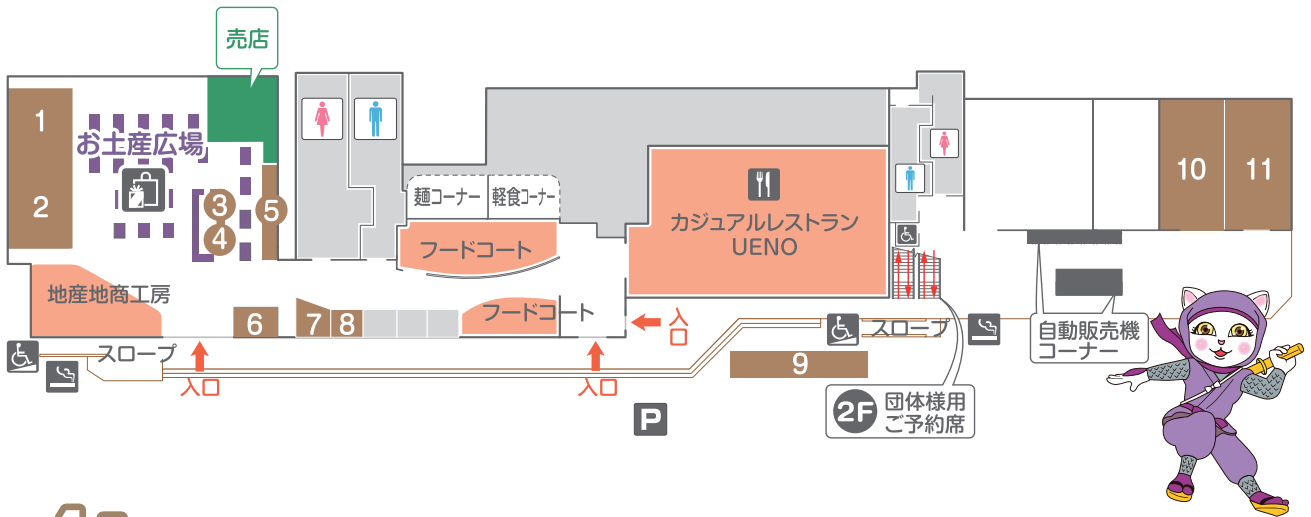 売店
1
お土産広場
2
3
4
5
麺コーナー
軽食コーナー
フードコート
カジュアルレストラン
UENO
10
11
地産地商工房
6
7
8
フードコート
入口
スロープ
入口
入口
スロープ
9
P
自動販売機
コーナー
2F
団体様用
ご予約席